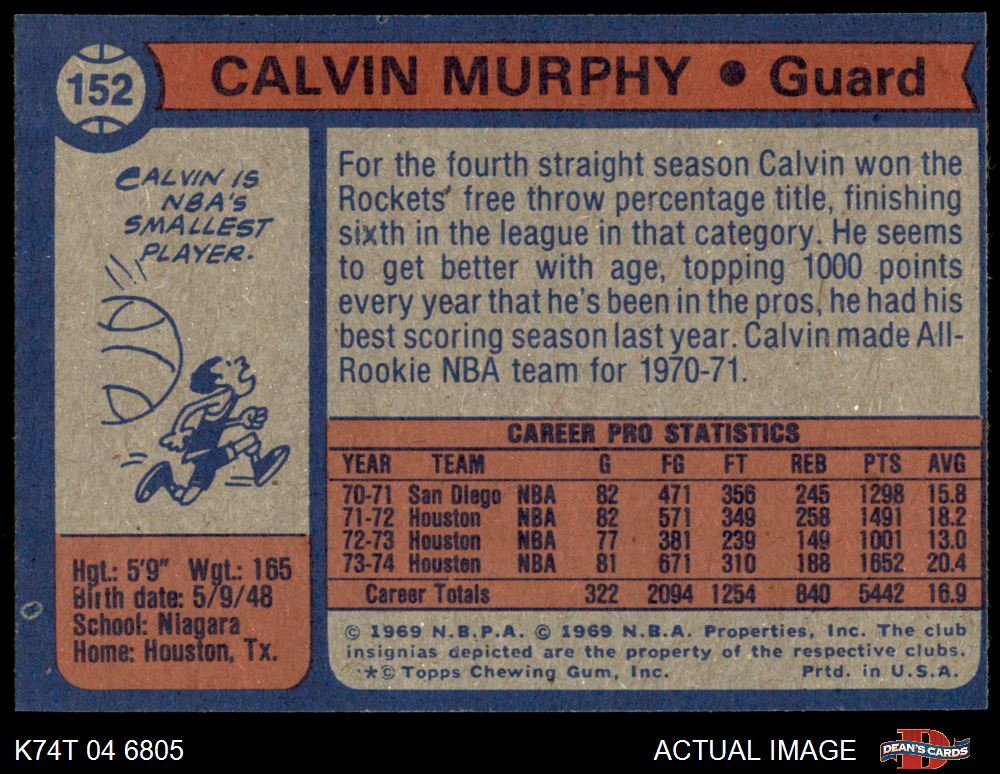 152
CALVIN MURPHY • Guard
CALVIN IS
NBA'S
SMALLEST
PLAYER.
For the fourth straight season Calvin won the
Rockets' free throw percentage title, finishing
sixth in the league in that category. He seems
to get better with age, topping 1000 points
every year that he's been in the pros, he had his
best scoring season last year. Calvin made All-
Rookie NBA team for 1970-71.
CAREER PRO STATISTICS
YEAR TEAM G FG FT REB PTS AVG
70-71 San Diego NBA 82 471 356 245 1298 15.8
71-72 Houston NBA 82 571 349 258 1491 18.2
72-73 Houston NBA 77 381 239 149 1001 13.0
73-74 Houston NBA 81 671 310 188 1652 20.4
Career Totals 322 2094 1254 840 5442 16.9
Hgt.: 5'9" Wgt.: 165
Birth date: 5/9/48
School: Niagara
Home: Houston, Tx.
© 1969 N.B.P.A. © 1969 N.B.A. Properties, Inc. The club
insignias depicted are the property of the respective clubs.
*© Topps Chewing Gum, Inc. Prtd. in U.S.A.
K74T 04 6805
ACTUAL IMAGE
D
DEAN'S CARDS